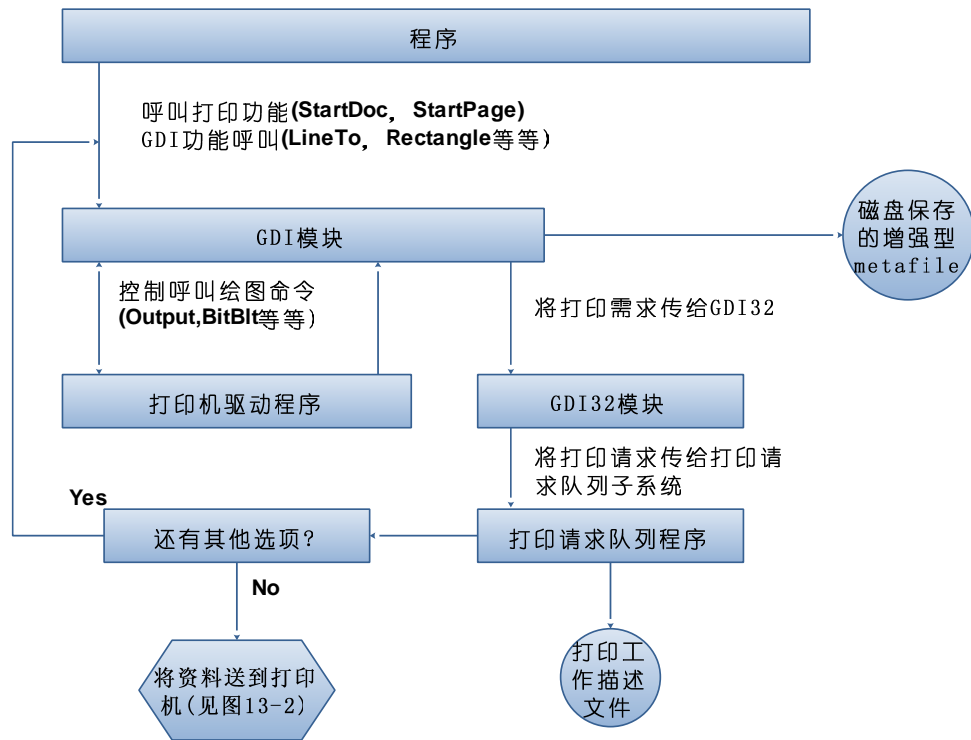 程序
呼叫打印功能(StartDoc, StartPage)
GDI功能呼叫(LineTo, Rectangle等等)
GDI模块
磁盘保存
的增强型
metafile
控制呼叫绘图命令
(Output,BitBlt等等)
将打印需求传给GDI32
打印机驱动程序
GDI32模块
将打印请求传给打印请
求队列子系统
Yes
还有其他选项?
打印请求队列程序
No
将资料送到打印
机(见图13-2)
打印工
作描述
文件